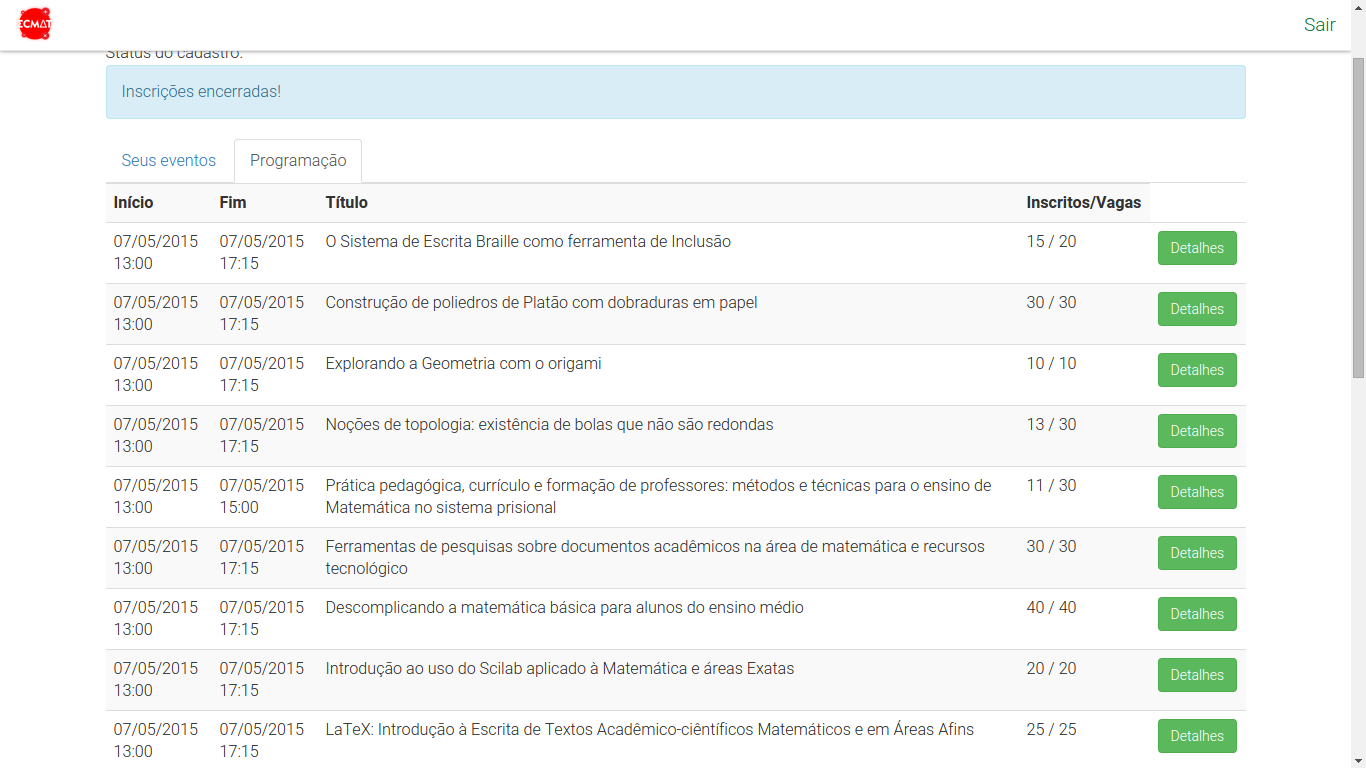 ECMAT
Sair
Status do cadastro:
Inscrições encerradas!
Seus eventos Programação
Início Fim Título Inscritos/Vagas
07/05/2015 07/05/2015 O Sistema de Escrita Braille como ferramenta de Inclusão 15 / 20 Detalhes
13:00 17:15
07/05/2015 07/05/2015 Construção de poliedros de Platão com dobraduras em papel 30 / 30 Detalhes
13:00 17:15
07/05/2015 07/05/2015 Explorando a Geometria com o origami 10 / 10 Detalhes
13:00 17:15
07/05/2015 07/05/2015 Noções de topologia: existência de bolas que não são redondas 13 / 30 Detalhes
13:00 17:15
07/05/2015 07/05/2015 Prática pedagógica, currículo e formação de professores: métodos e técnicas para o ensino de 11 / 30 Detalhes
13:00 15:00 Matemática no sistema prisional
07/05/2015 07/05/2015 Ferramentas de pesquisas sobre documentos acadêmicos na área de matemática e recursos 30 / 30 Detalhes
13:00 17:15 tecnológico
07/05/2015 07/05/2015 Descomplicando a matemática básica para alunos do ensino médio 40 / 40 Detalhes
13:00 17:15
07/05/2015 07/05/2015 Introdução ao uso do Scilab aplicado à Matemática e áreas Exatas 20 / 20 Detalhes
13:00 17:15
07/05/2015 07/05/2015 LaTeX: Introdução à Escrita de Textos Acadêmico-ciêntíficos Matemáticos e em Áreas Afins 25 / 25 Detalhes
13:00 17:15